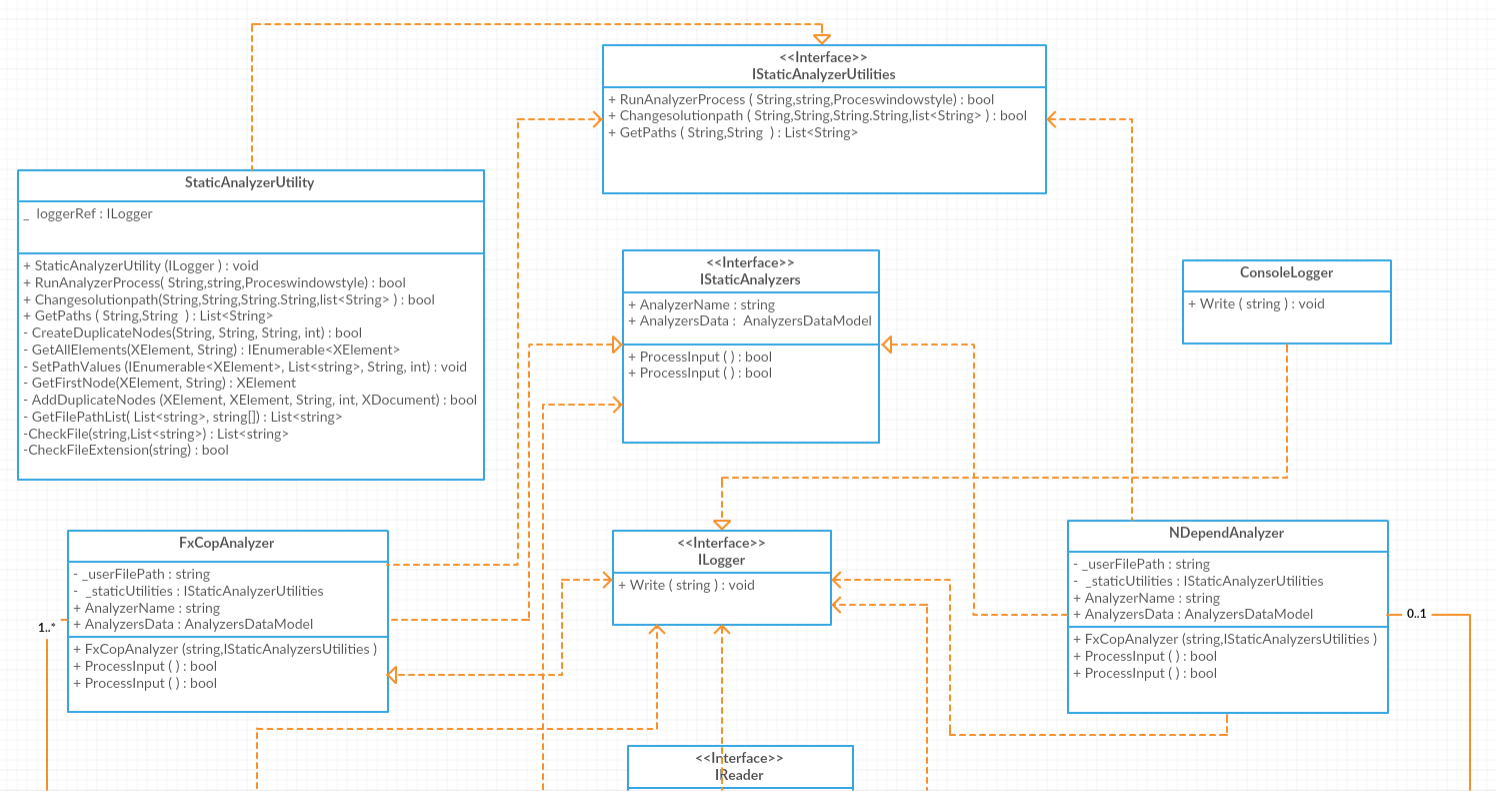 <<Interface>>
IStaticAnalyzerUtilities
+ RunAnalyzerProcess ( String,string,Proceswindowstyle) : bool
+ Changesolutionpath ( String,String,String.String,list<String> ) : bool
+ GetPaths ( String,String  ) : List<String>
StaticAnalyzerUtility
_ loggerRef : ILogger
+ StaticAnalyzerUtility (ILogger ) : void
+ RunAnalyzerProcess( String,string,Proceswindowstyle) : bool
+ Changesolutionpath(String,String,String.String,list<String> ) : bool
+ GetPaths ( String,String  ) : List<String>
- CreateDuplicateNodes(String, String, String, int) : bool
- GetAllElements(XElement, String) : IEnumerable<XElement>
- SetPathValues (IEnumerable<XElement>, List<string>, String, int) : void
- GetFirstNode(XElement, String) : XElement
- AddDuplicateNodes (XElement, XElement, String, int, XDocument) : bool
- GetFilePathList( List<string>, string[]) : List<string>
-CheckFile(string,List<string>) : List<string>
-CheckFileExtension(string) : bool
<<Interface>>
IStaticAnalyzers
+ AnalyzerName : string
+ AnalyzersData :  AnalyzersDataModel
+ ProcessInput ( ) : bool
+ ProcessInput ( ) : bool
ConsoleLogger
+ Write ( string ) : void
FxCopAnalyzer
- _userFilePath : string
-  _staticUtilities : IStaticAnalyzerUtilities
+ AnalyzerName : string
+ AnalyzersData : AnalyzersDataModel
+ FxCopAnalyzer (string,IStaticAnalyzersUtilities )
+ ProcessInput ( ) : bool
+ ProcessInput ( ) : bool
1..*
<<Interface>>
ILogger
+ Write ( string ) : void
NDependAnalyzer
- _userFilePath : string
-  _staticUtilities : IStaticAnalyzerUtilities
+ AnalyzerName : string
+ AnalyzersData : AnalyzersDataModel
+ FxCopAnalyzer (string,IStaticAnalyzersUtilities )
+ ProcessInput ( ) : bool
+ ProcessInput ( ) : bool
0..1
<<Interface>>
IReader